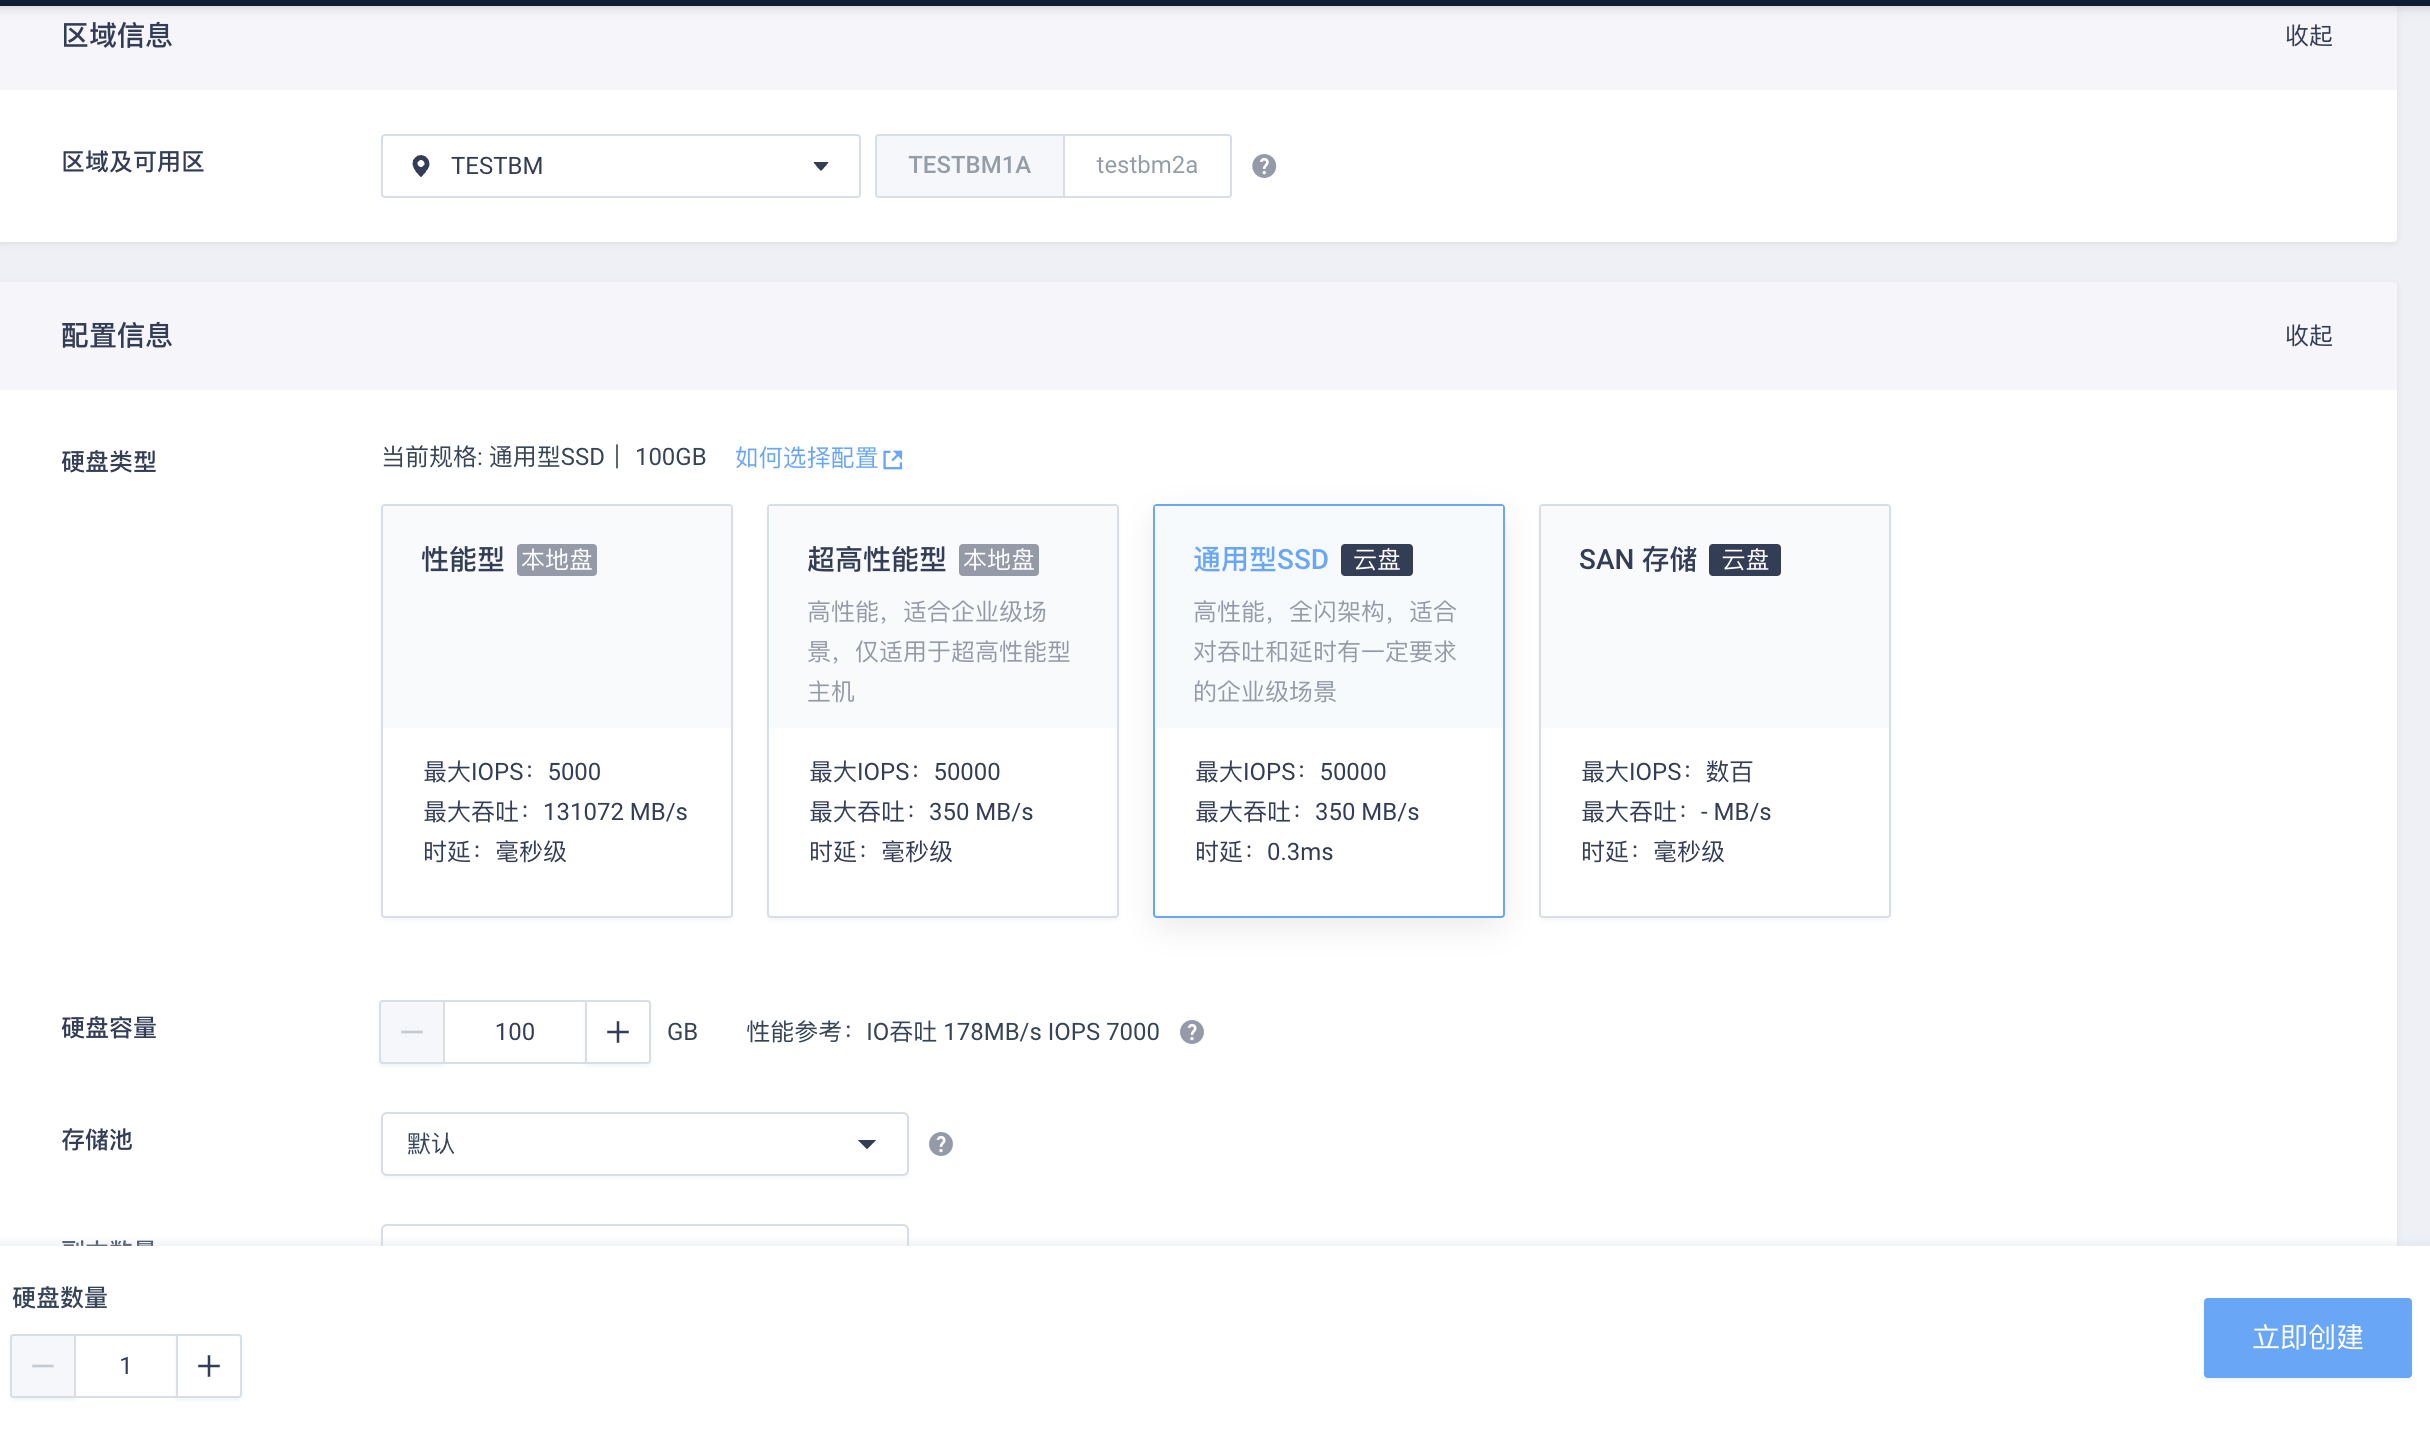 区域信息
收起
区域及可用区
TESTBM
TESTBM1A
testbm2a
配置信息
收起
硬盘类型
当前规格: 通用型SSD | 100GB 如何选择配置
性能型 本地盘
最大IOPS：5000
最大吞吐：131072 MB/s
时延：毫秒级
超高性能型 本地盘
高性能，适合企业级场
景，仅适用于超高性能型
主机
最大IOPS：50000
最大吞吐：350 MB/s
时延：毫秒级
通用型SSD 云盘
高性能，全闪架构，适合
对吞吐和延时有一定要求
的企业级场景
最大IOPS：50000
最大吞吐：350 MB/s
时延：0.3ms
SAN 存储 云盘
最大IOPS：数百
最大吞吐：- MB/s
时延：毫秒级
硬盘容量
100
GB
性能参考：IO吞吐 178MB/s IOPS 7000
存储池
默认
硬盘数量
1
立即创建